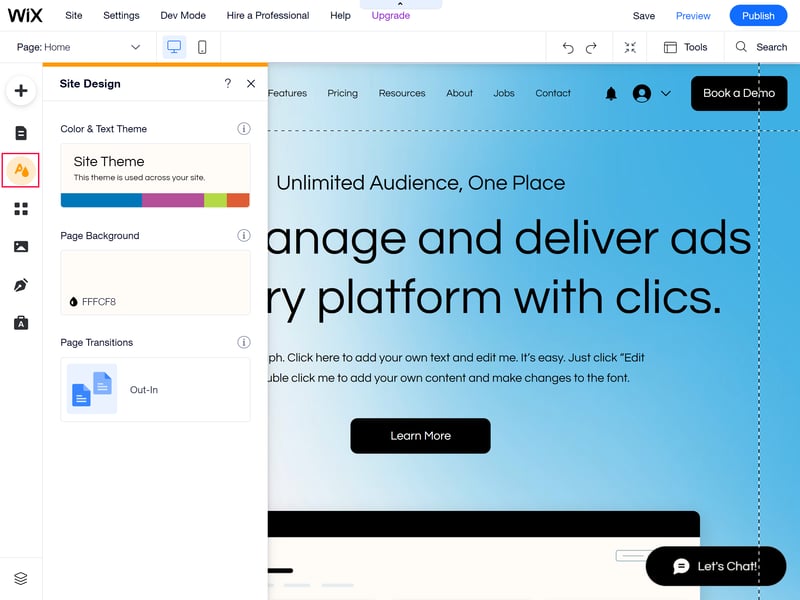 WiX
Site
Settings
Dev Mode
Hire a Professional
Help
Upgrade
Save
Preview
Publish
Page: Home
Tools
Search
Site Design
?
Color & Text Theme
Site Theme
This theme is used across your site.
Page Background
FFFCF8
Page Transitions
Out-In
A
Features
Pricing
Resources
About
Jobs
Contact
Book a Demo
Unlimited Audience, One Place
anage and deliver ads
ry platform with clics.
ph. Click here to add your own text and edit me. It's easy. Just click "Edit
uble click me to add your own content and make changes to the font.
Learn More
Let's Chat!